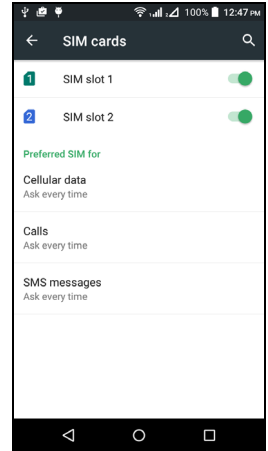 100% 12:47 PM
SIM cards
1 SIM slot 1
2 SIM slot 2
Preferred SIM for
Cellular data
Ask every time
Calls
Ask every time
SMS messages
Ask every time